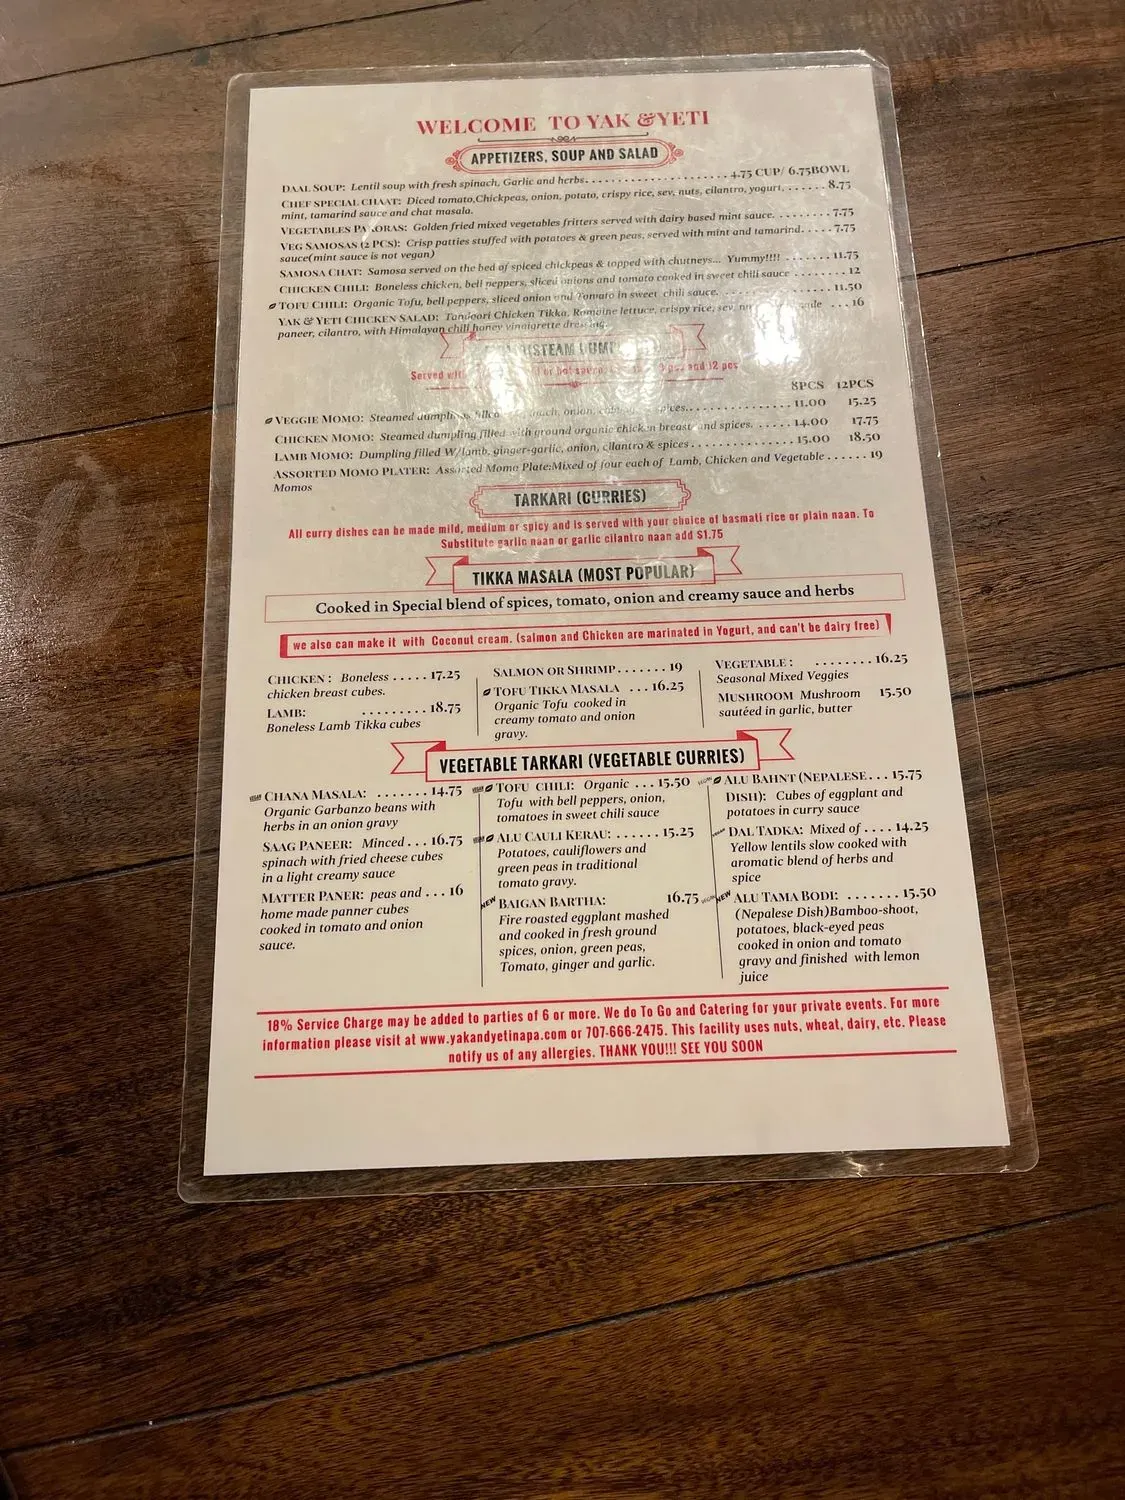 WELCOME TO YAK & YETI
APPETIZERS, SOUP AND SALAD
DAAL SOUP: Lentil soup with fresh spinach, Garlic and herbs. 4.75 CUP/ 6.75BOWL
CHEF SPECIAL CHAAT: Diced tomato,Chickpeas, onion, potato, crispy rice, sev, nuts, cilantro, yogurt, 8.75
mint, tamarind sauce and chat masala.
VEGETABLES PAKORAS: Golden fried mixed vegetables fritters served with dairy based mint sauce. 7.75
VEG SAMOSAS (2 PCS): Crisp patties stuffed with potatoes & green peas, served with mint and tamarind. 7.75
sauce(mint sauce is not vegan)
SAMOSA CHAT: Samosa served on the bed of spiced chickpeas & topped with chutneys... Yummy!!!! 11.75
CHICKEN CHILI: Boneless chicken, bell peppers, sliced onions and tomato cooked in sweet chili sauce 12
TOFU CHILI: Organic Tofu, bell peppers, sliced onion and Tomato in sweet chili sauce. 11.50
YAK & YETI CHICKEN SALAD: Tandoori Chicken Tikka, Romaine lettuce, crispy rice, sev, 16
paneer, cilantro, with Himalayan chili honey vinaigrette dressing.
Served and 12 pcs
8PCS 12PCS
VEGGIE MOMO: Steamed dumplings filled onion, spices. 11.00 15.25
CHICKEN MOMO: Steamed dumpling filled with ground organic chicken breast and spices. 14.00 17.75
LAMB MOMO: Dumpling filled W/lamb, ginger-garlic, onion, cilantro & spices 15.00 18.50
ASSORTED MOMO PLATER: Assorted Momo Plate:Mixed of four each of Lamb, Chicken and Vegetable 19
Momos
TARKARI (CURRIES)
All curry dishes can be made mild, medium or spicy and is served with your choice of basmati rice or plain naan. To
Substitute garlic naan or garlic cilantro naan add $1.75
TIKKA MASALA (MOST POPULAR)
Cooked in Special blend of spices, tomato, onion and creamy sauce and herbs
we also can make it with Coconut cream. (salmon and Chicken are marinated in Yogurt, and can't be dairy free)
CHICKEN : Boneless ..... 17.25
chicken breast cubes.
LAMB: ......... 18.75
Boneless Lamb Tikka cubes
SALMON OR SHRIMP....... 19
TOFU TIKKA MASALA ... 16.25
Organic Tofu cooked in
creamy tomato and onion
gravy.
VEGETABLE : ........ 16.25
Seasonal Mixed Veggies
MUSHROOM Mushroom 15.50
sautéed in garlic, butter
VEGETABLE TARKARI (VEGETABLE CURRIES)
VEGAN CHANA MASALA: ....... 14.75
Organic Garbanzo beans with
herbs in an onion gravy
SAAG PANEER: Minced ... 16.75
spinach with fried cheese cubes
in a light creamy sauce
MATTER PANER: peas and ... 16
home made panner cubes
cooked in tomato and onion
sauce.
VEGAN TOFU CHILI: Organic ... 15.50
Tofu with bell peppers, onion,
tomatoes in sweet chili sauce
VEGAN ALU CAULI KERAU: ...... 15.25
Potatoes, cauliflowers and
green peas in traditional
tomato gravy.
NEW BAIGAN BARTHA: 16.75
Fire roasted eggplant mashed
and cooked in fresh ground
spices, onion, green peas,
Tomato, ginger and garlic.
VEGAN ALU BAHNT (NEPALESE... 15.75
DISH): Cubes of eggplant and
potatoes in curry sauce
VEGAN DAL TADKA: Mixed of .... 14.25
Yellow lentils slow cooked with
aromatic blend of herbs and
spice
VEGAN NEW ALU TAMA BODI: ....... 15.50
(Nepalese Dish)Bamboo-shoot,
potatoes, black-eyed peas
cooked in onion and tomato
gravy and finished with lemon
juice
18% Service Charge may be added to parties of 6 or more. We do To Go and Catering for your private events. For more
information please visit at www.yakandyetinapa.com or 707-666-2475. This facility uses nuts, wheat, dairy, etc. Please
notify us of any allergies. THANK YOU!!! SEE YOU SOON